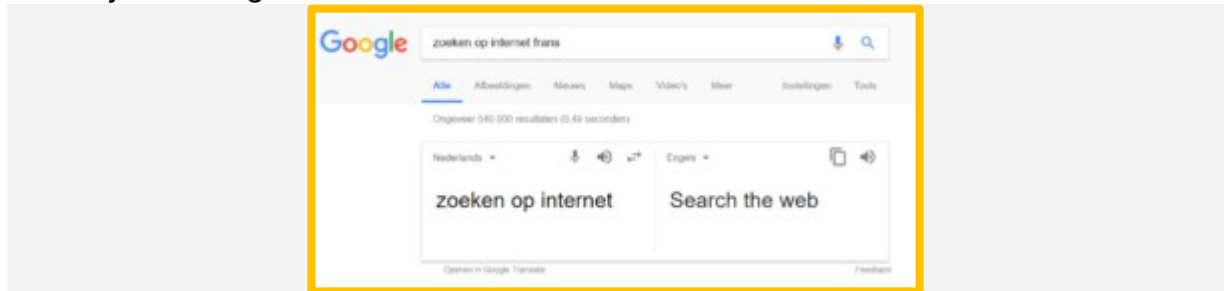 Google zoeken op internet frans
Alle Afbeeldingen Nieuws Maps Video's Meer Instellingen Tools
Ongeveer 540.000 resultaten (0,49 seconden)
Nederlands Engels
zoeken op internet Search the web
Openen in Google Translate Feedback